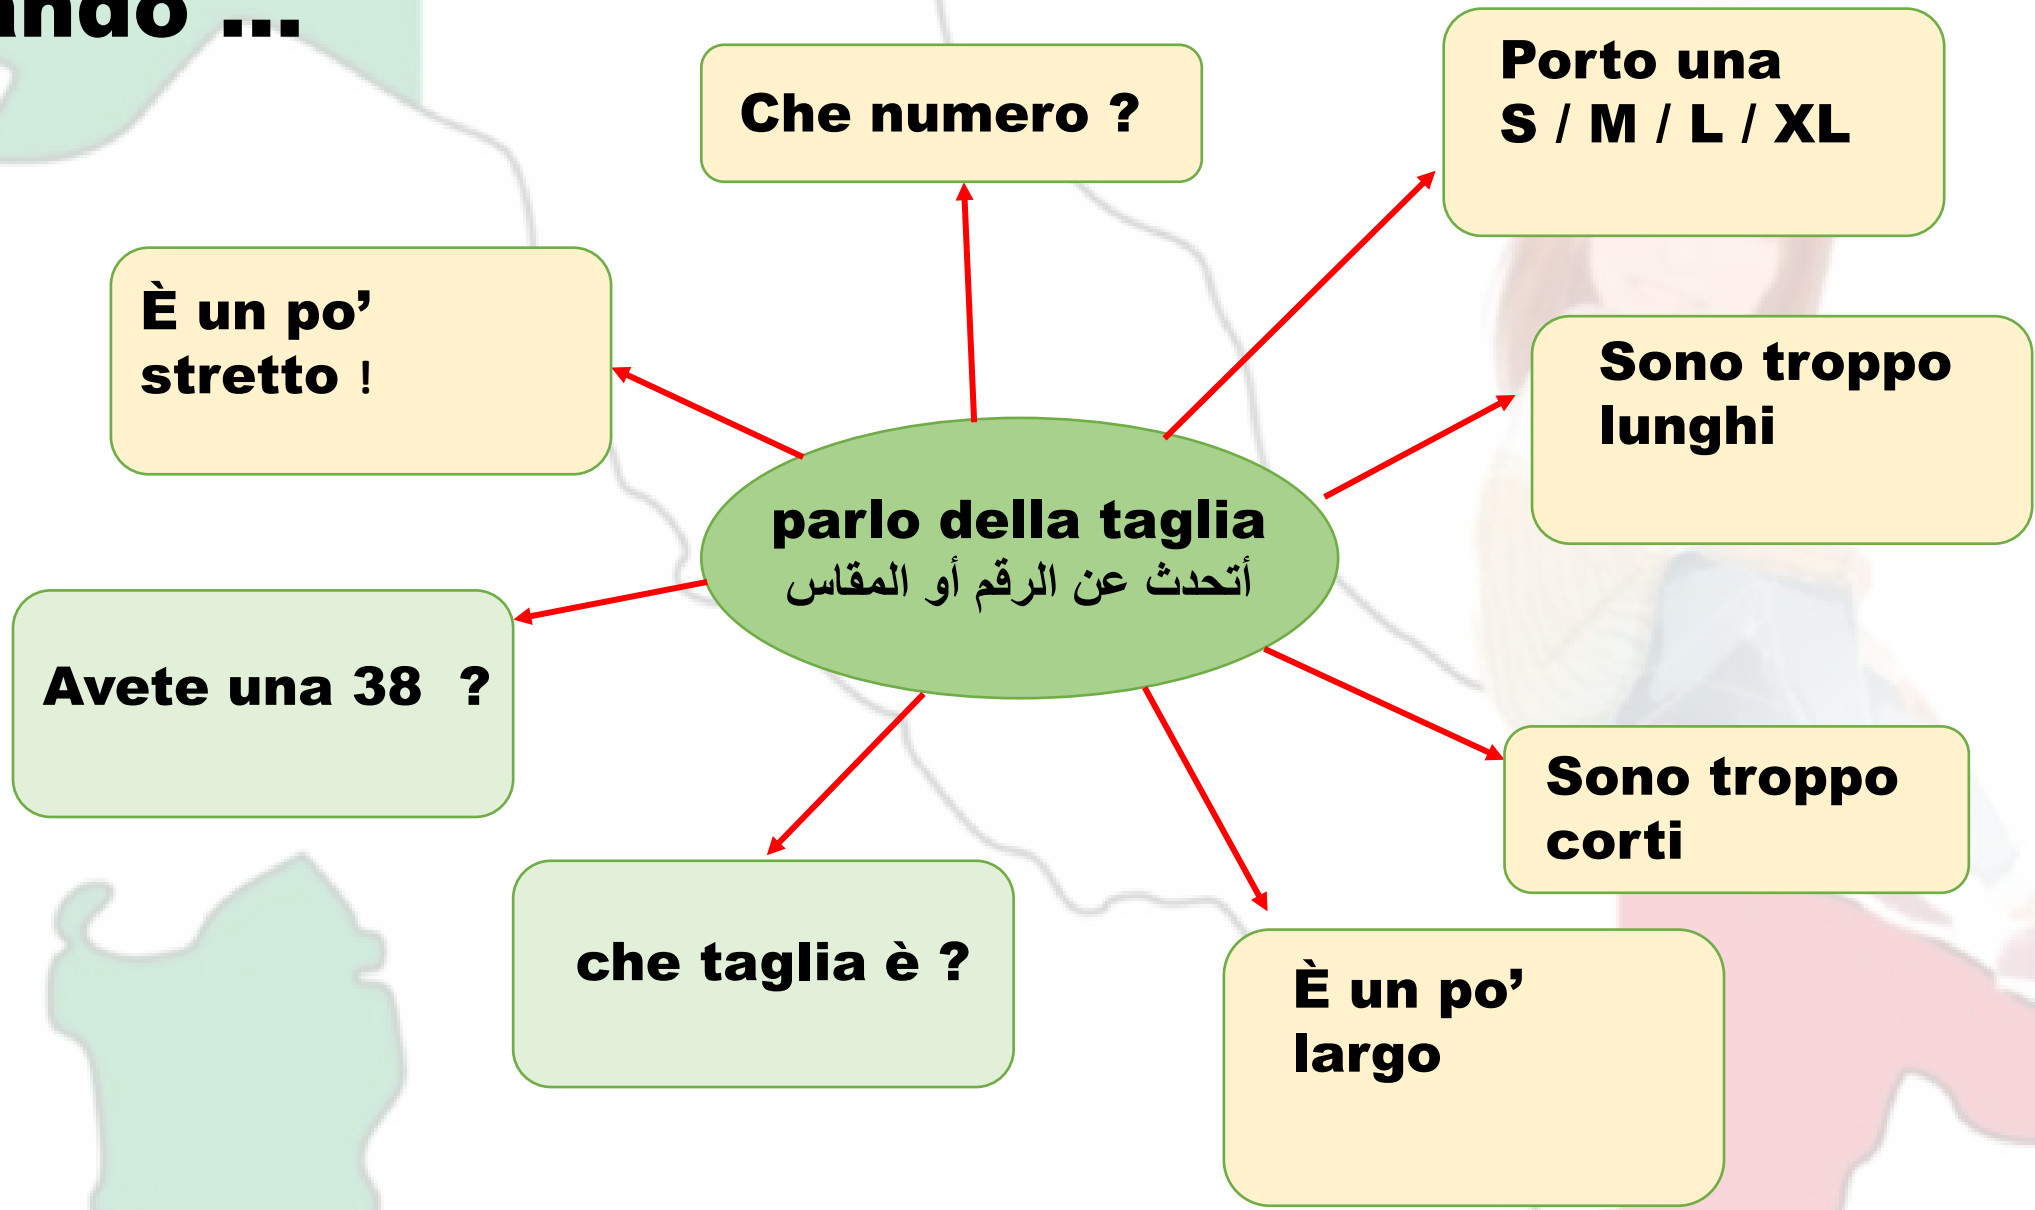 ando ...
Che numero ?
Porto una
S / M / L / XL
È un po’
stretto !
Sono troppo
lunghi
parlo della taglia
أتحدث عن الرقم أو المقاس
Avete una 38 ?
Sono troppo
corti
che taglia è ?
È un po’
largo